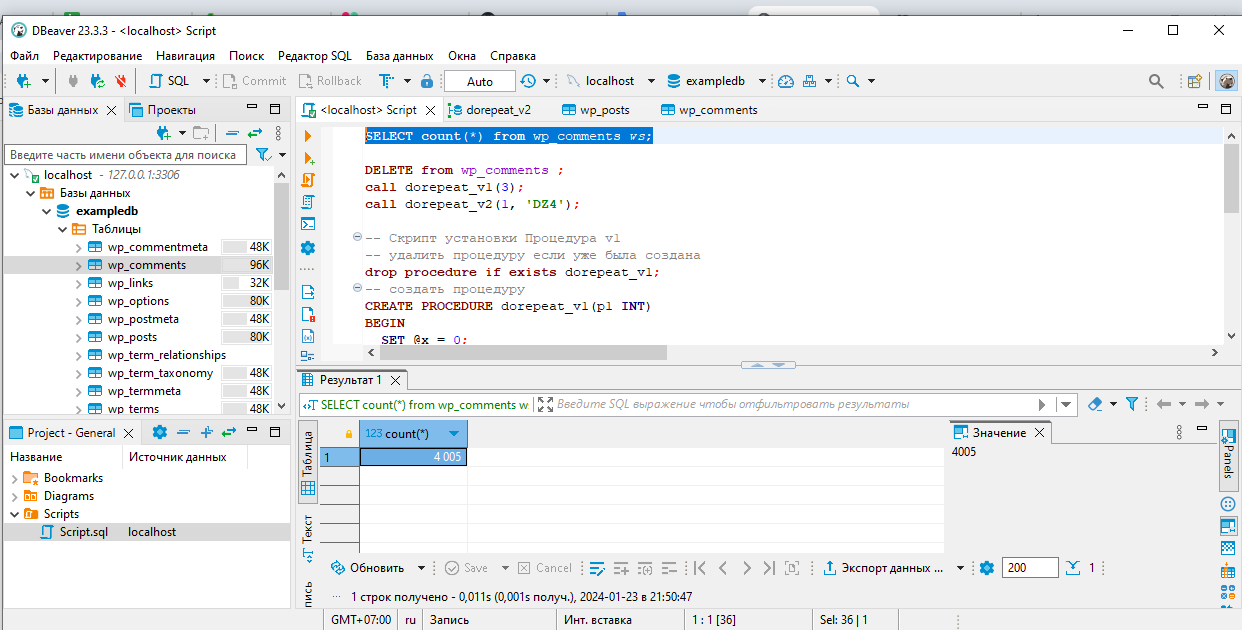 DBeaver 23.3.3 - <localhost> Script
Файл Редактирование Навигация Поиск Редактор SQL База данных Окна Справка
SQL Commit Rollback Auto localhost exampledb
Базы данных Проекты
Введите часть имени объекта для поиска
localhost - 127.0.0.1:3306
Базы данных
exampledb
Таблицы
wp_commentmeta 48K
wp_comments 96K
wp_links 32K
wp_options 80K
wp_postmeta 48K
wp_posts 80K
wp_term_relationships
wp_term_taxonomy 48K
wp_termmeta 48K
wp_terms 48K
Project - General
Название Источник данных
Bookmarks
Diagrams
Scripts
Script.sql localhost
<localhost> Script dorepeat_v2 wp_posts wp_comments
SELECT count(*) from wp_comments ws;
DELETE from wp_comments ;
call dorepeat_v1(3);
call dorepeat_v2(1, 'DZ4');
-- Скрипт установки Процедура v1
-- удалить процедуру если уже была создана
drop procedure if exists dorepeat_v1;
-- создать процедуру
CREATE PROCEDURE dorepeat_v1(p1 INT)
BEGIN
SET @x = 0;
Результат 1
SELECT count(*) from wp_comments w
Введите SQL выражение чтобы отфильтровать результаты
Таблица
Текст
123 count(*)
1 4 005
Значение
4005
Panels
Обновить Save Cancel Экспорт данных ... 200 1
1 строк получено - 0,011s (0,001s получ.), 2024-01-23 в 21:50:47
GMT+07:00 ru Запись Инт. вставка 1 : 1 [36] Sel: 36 | 1